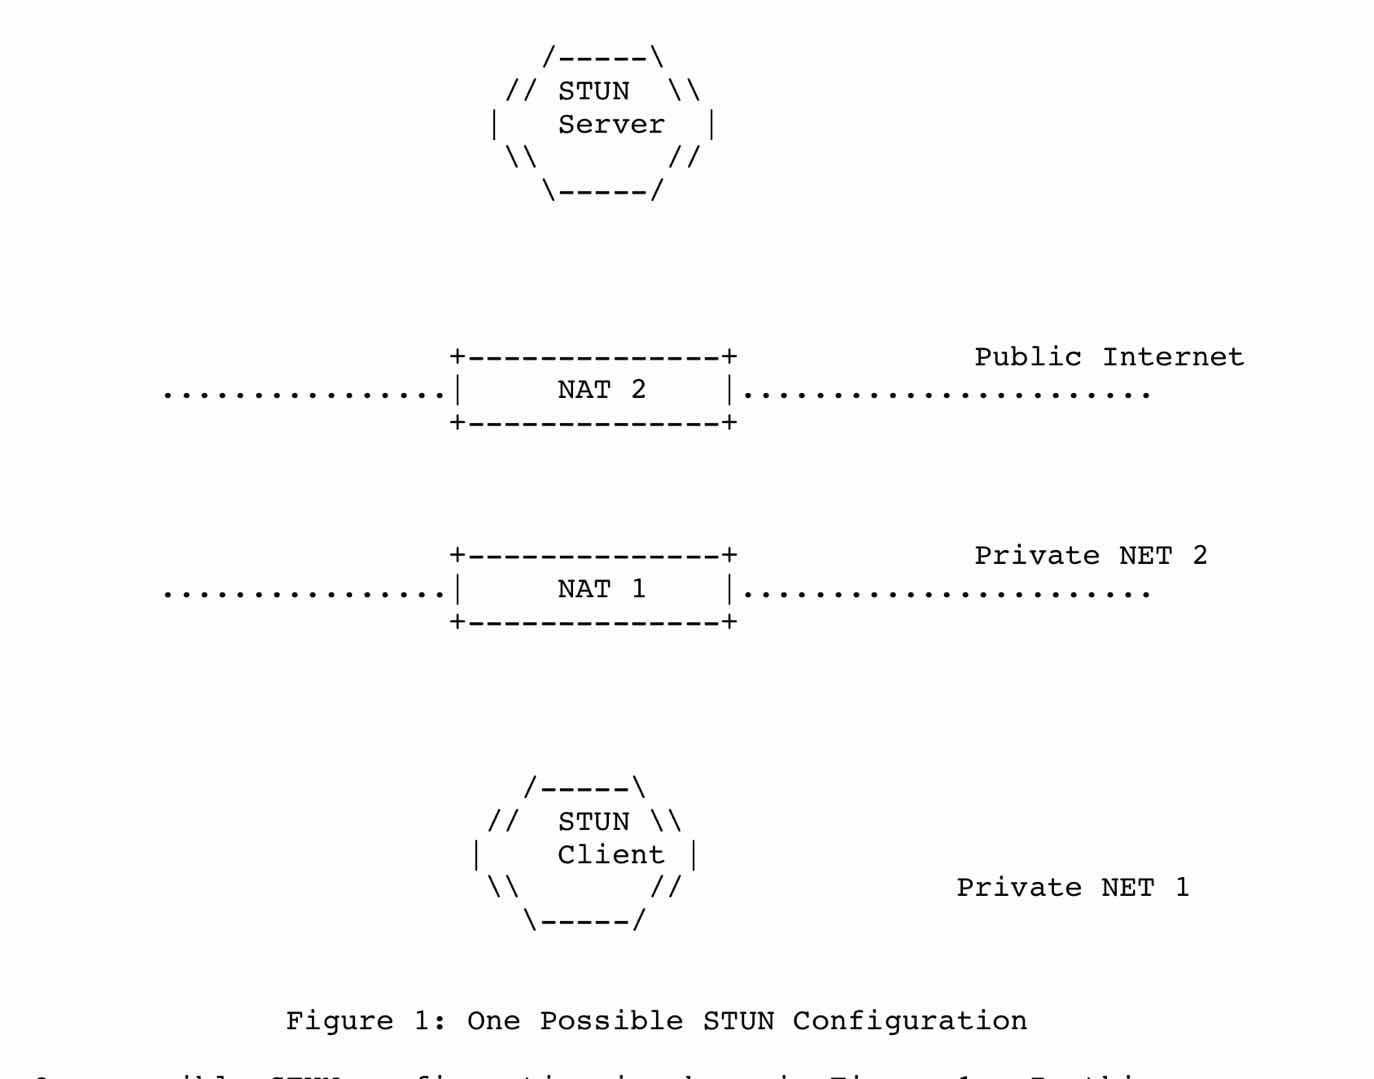 /-----\
// STUN \\
| Server |
\\ //
\-----/
+--------------+ Public Internet
................| NAT 2 |.......................
+--------------+
+--------------+ Private NET 2
................| NAT 1 |.......................
+--------------+
/-----\
// STUN \\
| Client |
\\ // Private NET 1
\-----/
Figure 1: One Possible STUN Configuration